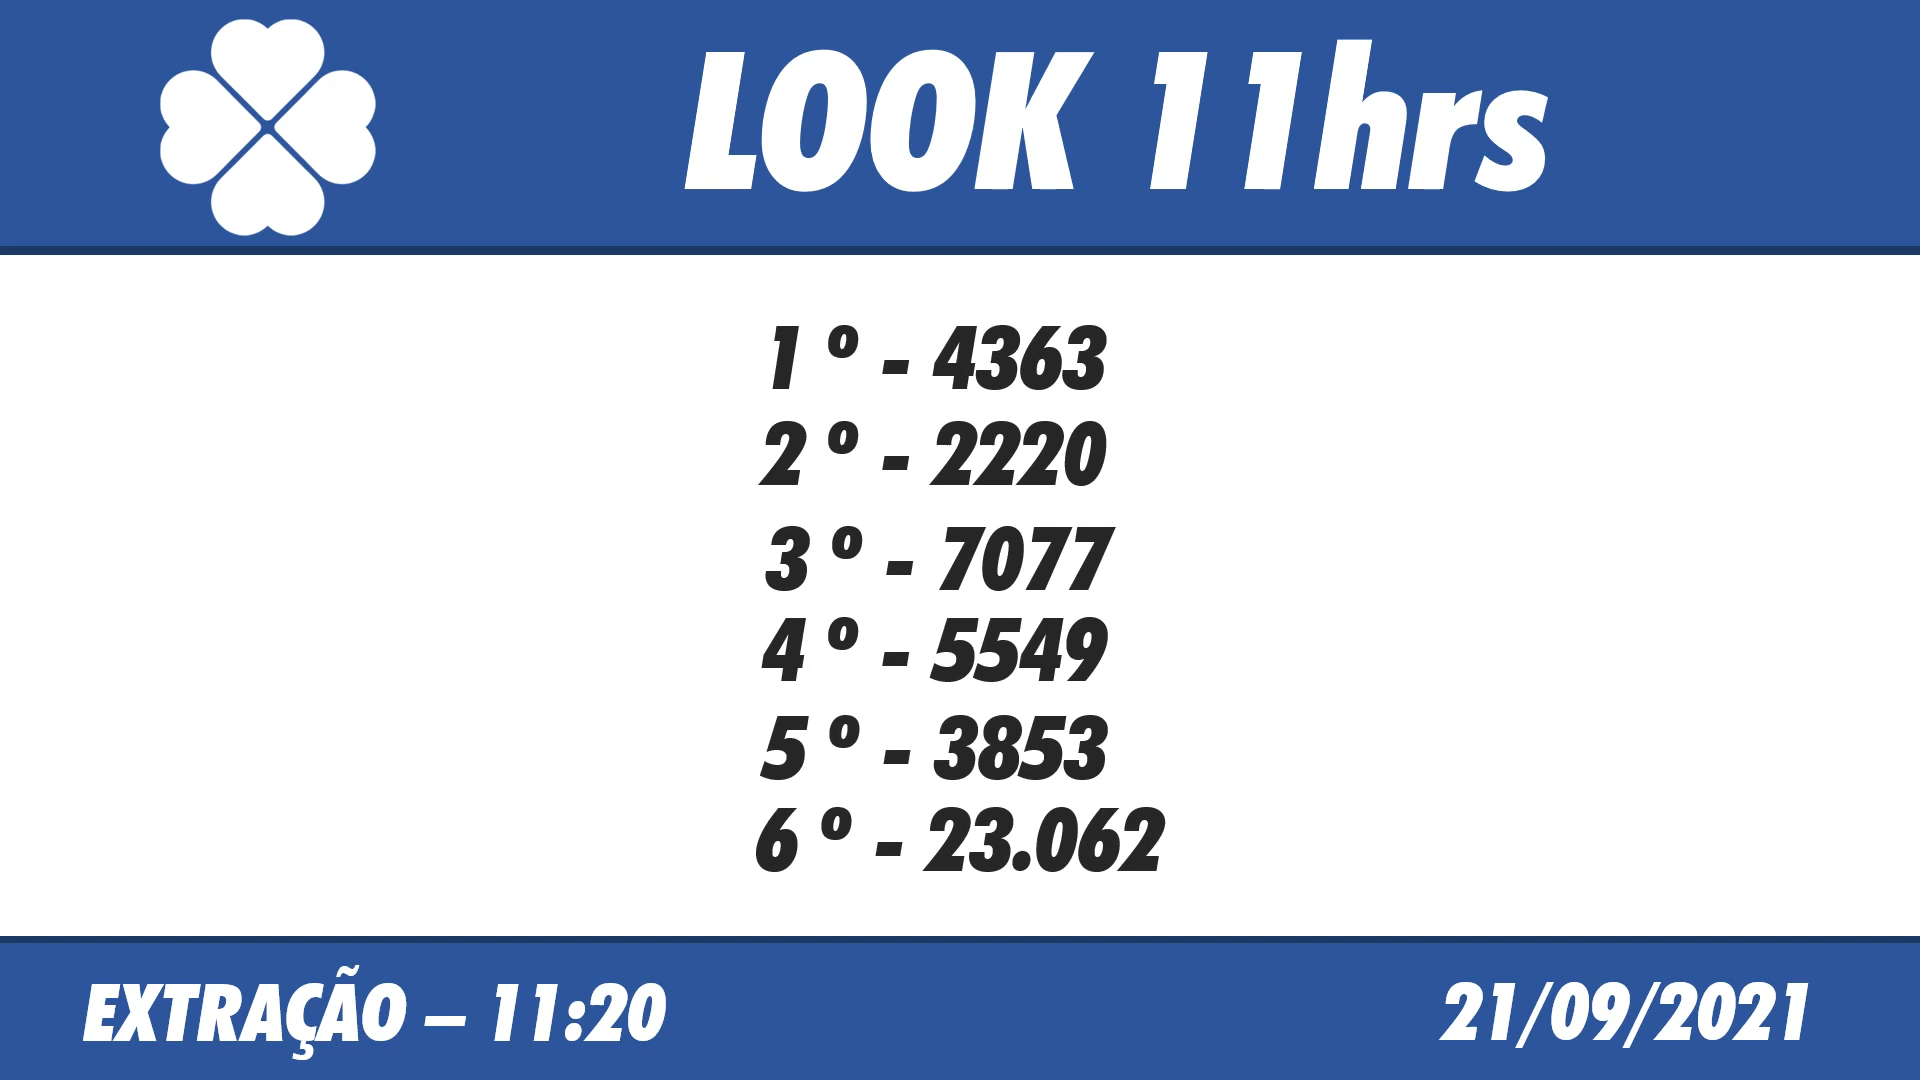 LOOK 11hrs
1 º - 4363
2 º - 2220
3 º - 7077
4 º - 5549
5 º - 3853
6 º - 23.062
EXTRAÇÃO – 11:20
21/09/2021